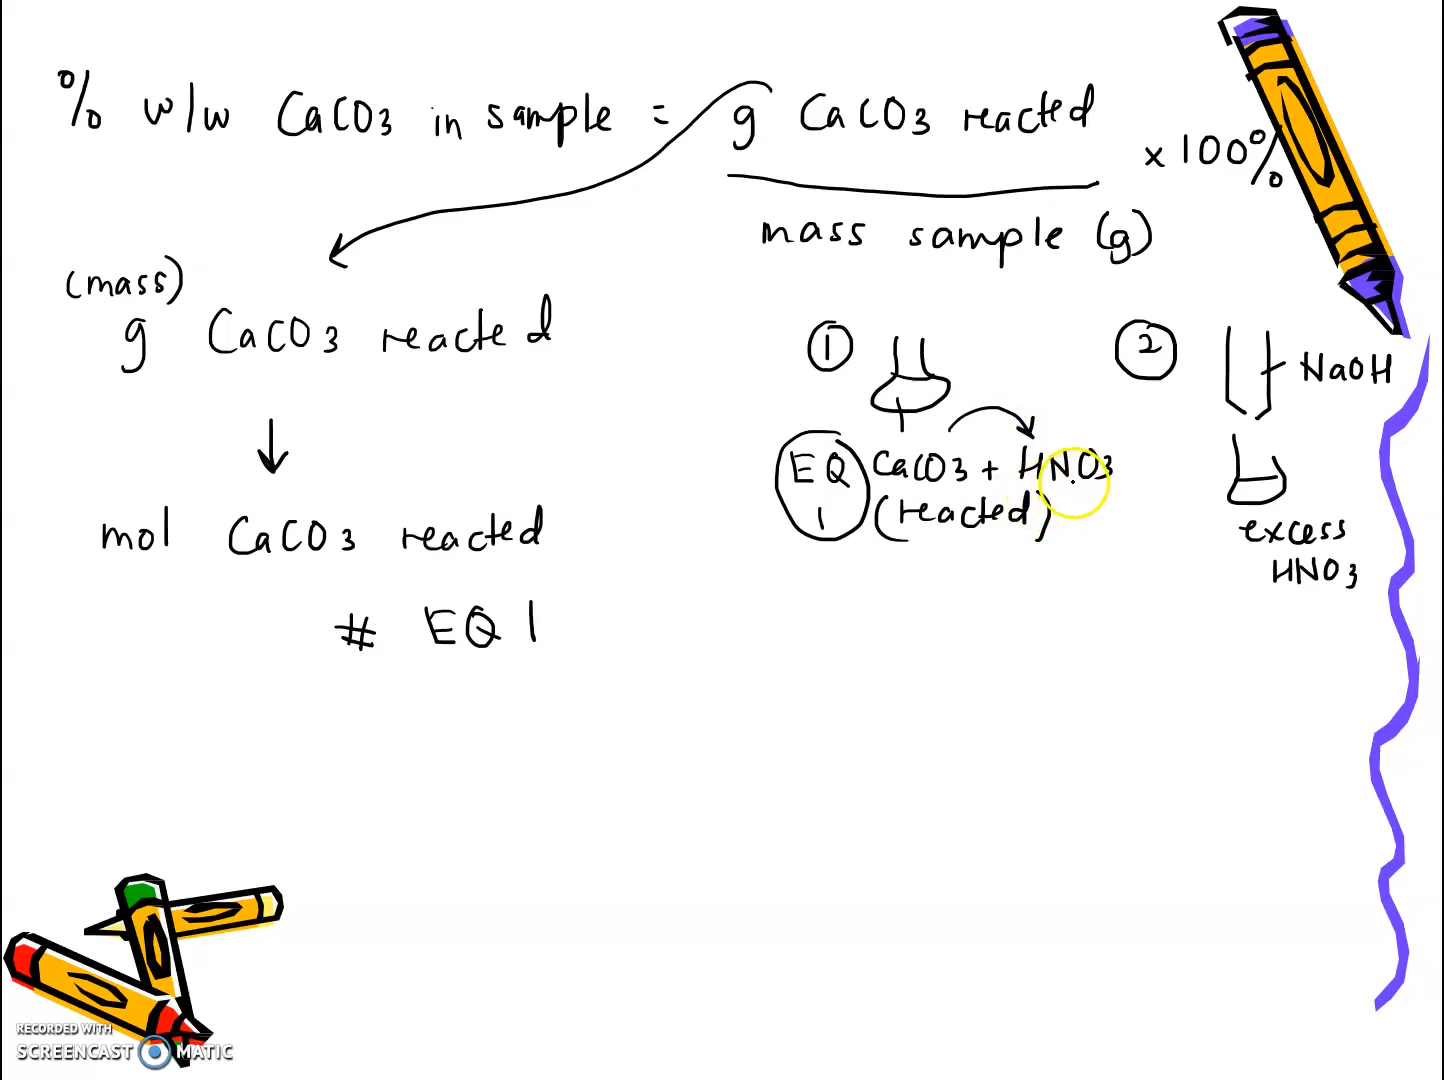 % w/w CaCO3 in sample = g CaCO3 reacted x 100%
mass sample (g)
(mass)
g CaCO3 reacted
mol CaCO3 reacted
# EQ 1
1
EQ 1
CaCO3 + HNO3
(reacted)
2
NaOH
excess
HNO3
RECORDED WITH
SCREENCAST MATIC